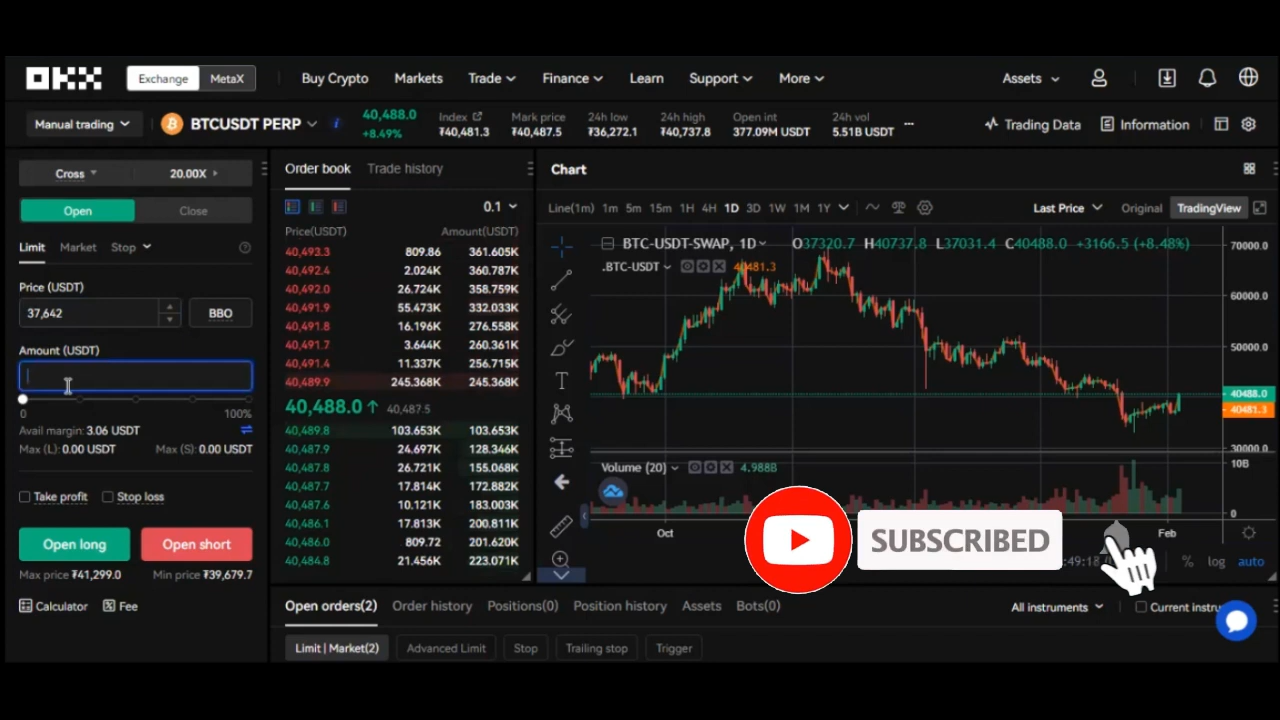 OKX
Exchange MetaX Buy Crypto Markets Trade Finance Learn Support More Assets
Manual trading BTCUSDT PERP 40,488.0 +8.49% Index ₮40,481.3 Mark price ₮40,487.5 24h low ₮36,272.1 24h high ₮40,737.8 Open int 377.09M USDT 24h vol 5.51B USDT ••• Trading Data Information
Cross 20.00X
Open Close
Limit Market Stop
Price (USDT)
37,642 BBO
Amount (USDT)
0 100%
Avail margin: 3.06 USDT
Max (L): 0.00 USDT Max (S): 0.00 USDT
Take profit Stop loss
Open long Open short
Max price ₮41,299.0 Min price ₮39,679.7
Calculator Fee
Order book Trade history
0.1
Price(USDT) Amount(USDT)
40,493.3 809.86 361.605K
40,492.4 2.024K 360.787K
40,492.0 26.724K 358.759K
40,491.9 55.473K 332.033K
40,491.8 16.196K 276.558K
40,491.7 3.644K 260.361K
40,491.4 11.337K 256.715K
40,489.9 245.368K 245.368K
40,488.0 ↑ 40,487.5
40,489.8 103.653K 103.653K
40,487.9 24.697K 128.346K
40,487.8 26.721K 155.068K
40,487.7 17.814K 172.882K
40,487.6 10.121K 183.003K
40,486.1 17.813K 200.811K
40,486.0 809.72 201.620K
40,484.8 21.456K 223.071K
Chart
Line(1m) 1m 5m 15m 1H 4H 1D 3D 1W 1M 1Y Last Price Original TradingView
BTC-USDT-SWAP, 1D O37320.7 H40737.8 L37031.4 C40488.0 +3166.5 (+8.48%)
.BTC-USDT 40481.3
70000.0
60000.0
50000.0
40488.0
40481.3
30000.0
Volume (20) 4.988B
10B
0
Oct Feb
SUBSCRIBED
:49:18 % log auto
Open orders(2) Order history Positions(0) Position history Assets Bots(0) All instruments Current instru
Limit | Market(2) Advanced Limit Stop Trailing stop Trigger